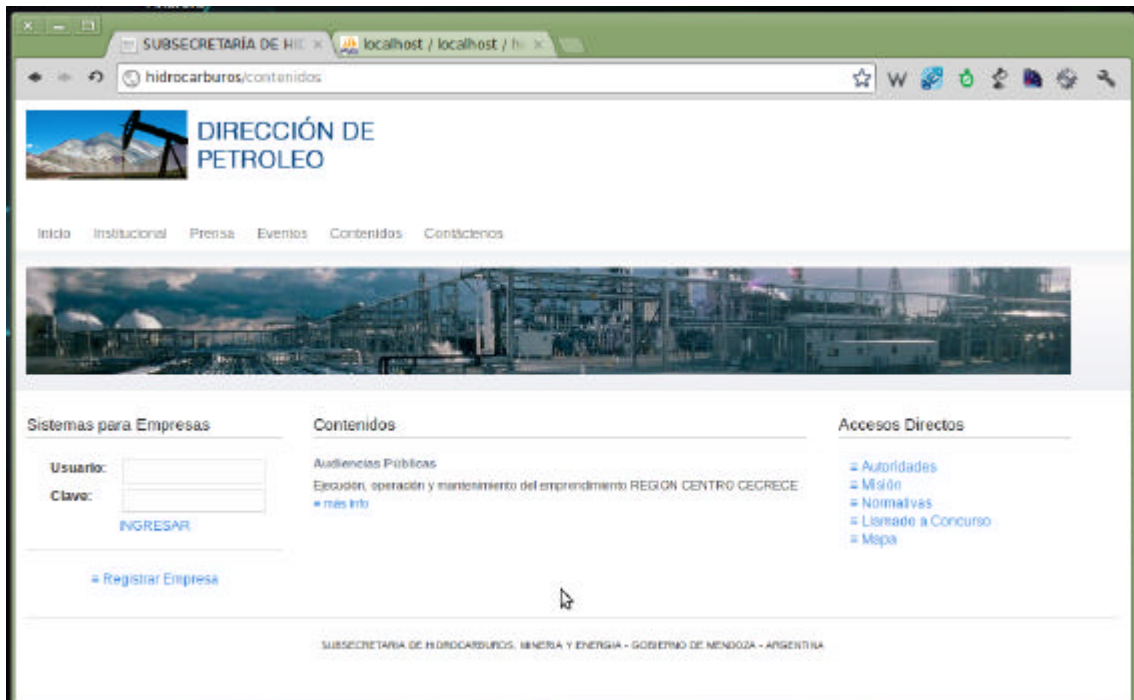 SUBSECRETARÍA DE HID
localhost / localhost / hi
hidrocarburos/contenidos
DIRECCIÓN DE
PETROLEO
Inicio Institucional Prensa Eventos Contenidos Contáctenos
Sistemas para Empresas
Usuario:
Clave:
INGRESAR
≡ Registrar Empresa
Contenidos
Audiencias Públicas
Ejecución, operación y mantenimiento del emprendimiento REGION CENTRO CECRECE
≡ más info
Accesos Directos
≡ Autoridades
≡ Misión
≡ Normativas
≡ Llamado a Concurso
≡ Mapa
SUBSECRETARIA DE HIDROCARBUROS, MINERIA Y ENERGIA - GOBIERNO DE MENDOZA - ARGENTINA